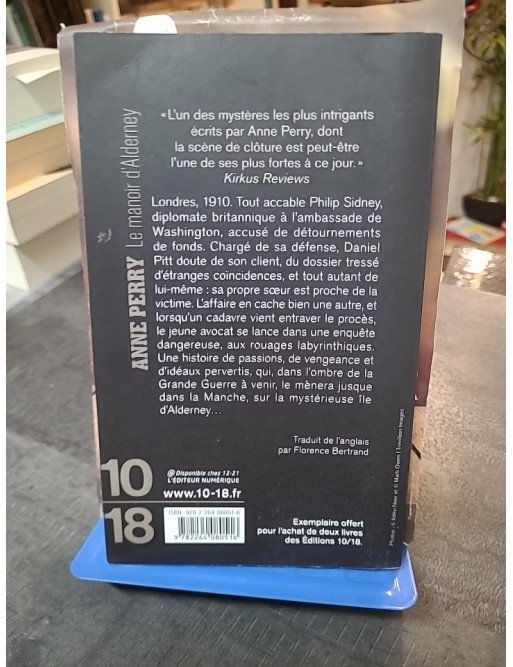 « L'un des mystères les plus intrigants
écrits par Anne Perry, dont
la scène de clôture est peut-être
l'une de ses plus fortes à ce jour. »
Kirkus Reviews
Londres, 1910. Tout accable Philip Sidney,
diplomate britannique à l'ambassade de
Washington, accusé de détournements
de fonds. Chargé de sa défense, Daniel
Pitt doute de son client, du dossier tressé
d'étranges coïncidences, et tout autant de
lui-même : sa propre sœur est proche de la
victime. L'affaire en cache bien une autre, et
lorsqu'un cadavre vient entraver le procès,
le jeune avocat se lance dans une enquête
dangereuse, aux rouages labyrinthiques.
Une histoire de passions, de vengeance et
d'idéaux pervertis, qui, dans l'ombre de la
Grande Guerre à venir, le mènera jusque
dans la Manche, sur la mystérieuse île
d'Alderney…
Traduit de l'anglais
par Florence Bertrand
ANNE PERRY Le manoir d'Alderney
10
18
Disponible chez 12-21
L'ÉDITEUR NUMÉRIQUE
www.10-18.fr
9 782264 080516
Exemplaire offert
pour l'achat de deux livres
des Éditions 10/18.